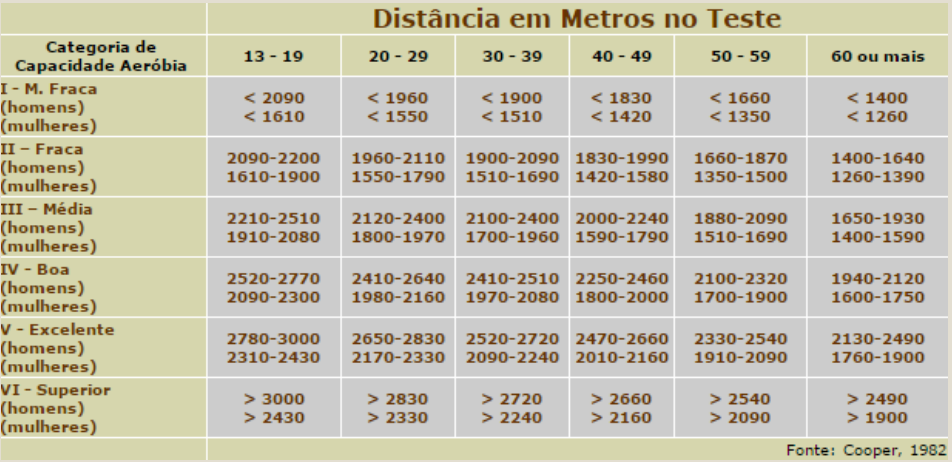 Distância em Metros no Teste
Categoria de
Capacidade Aeróbia
13 - 19 20 - 29 30 - 39 40 - 49 50 - 59 60 ou mais
I - M. Fraca
(homens) < 2090 < 1960 < 1900 < 1830 < 1660 < 1400
(mulheres) < 1610 < 1550 < 1510 < 1420 < 1350 < 1260
II – Fraca
(homens) 2090-2200 1960-2110 1900-2090 1830-1990 1660-1870 1400-1640
(mulheres) 1610-1900 1550-1790 1510-1690 1420-1580 1350-1500 1260-1390
III – Média
(homens) 2210-2510 2120-2400 2100-2400 2000-2240 1880-2090 1650-1930
(mulheres) 1910-2080 1800-1970 1700-1960 1590-1790 1510-1690 1400-1590
IV - Boa
(homens) 2520-2770 2410-2640 2410-2510 2250-2460 2100-2320 1940-2120
(mulheres) 2090-2300 1980-2160 1970-2080 1800-2000 1700-1900 1600-1750
V - Excelente
(homens) 2780-3000 2650-2830 2520-2720 2470-2660 2330-2540 2130-2490
(mulheres) 2310-2430 2170-2330 2090-2240 2010-2160 1910-2090 1760-1900
VI - Superior
(homens) > 3000 > 2830 > 2720 > 2660 > 2540 > 2490
(mulheres) > 2430 > 2330 > 2240 > 2160 > 2090 > 1900
Fonte: Cooper, 1982